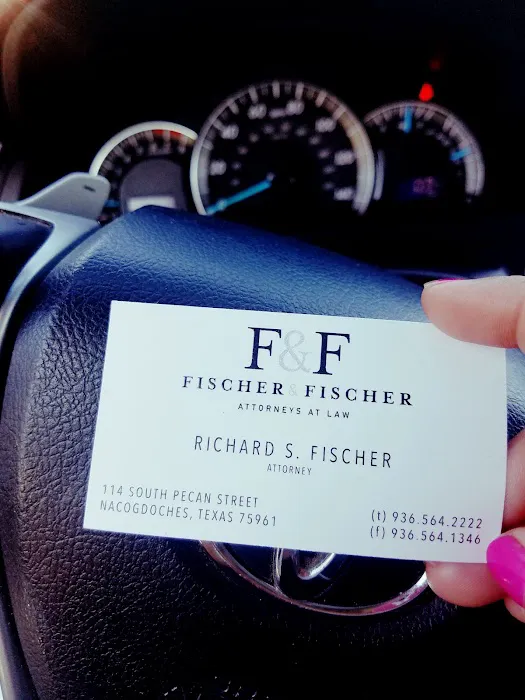 F&F
FISCHER & FISCHER
ATTORNEYS AT LAW
RICHARD S. FISCHER
ATTORNEY
114 SOUTH PECAN STREET
NACOGDOCHES, TEXAS 75961
(t) 936.564.2222
(f) 936.564.1346